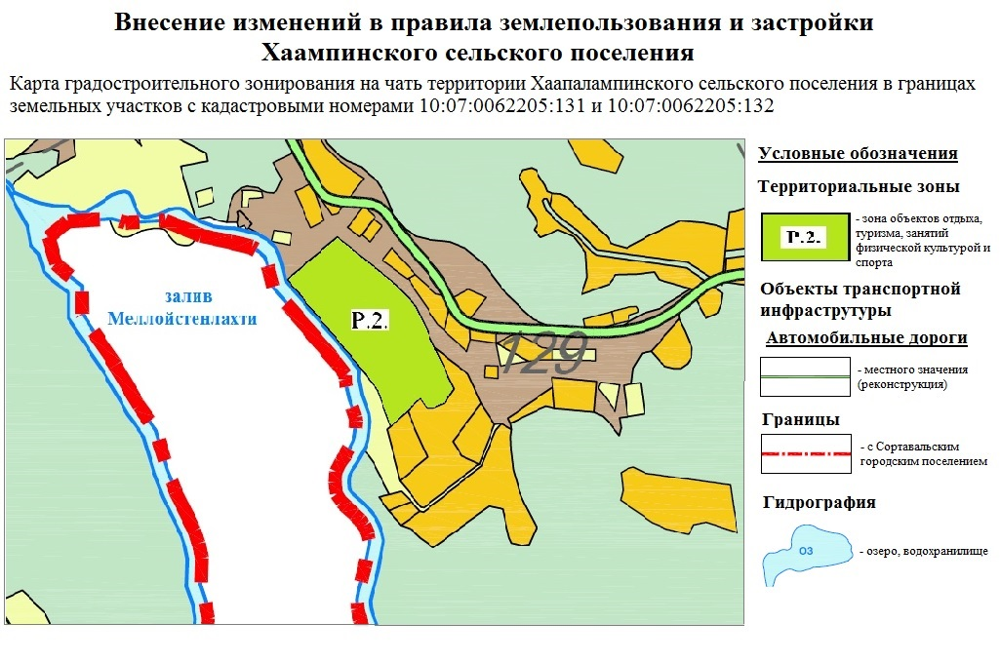 Внесение изменений в правила землепользования и застройки
Хаампинского сельского поселения
Карта градостроительного зонирования на чать территории Хаапалампинского сельского поселения в границах
земельных участков с кадастровыми номерами 10:07:0062205:131 и 10:07:0062205:132
залив
Меллойстенлахти
Р.2.
129
Условные обозначения
Территориальные зоны
Р.2.
- зона объектов отдыха,
туризма, занятий
физической культурой и
спорта
Объекты транспортной
инфраструтуры
Автомобильные дороги
- местного значения
(реконструкция)
Границы
- с Сортавальским
городским поселением
Гидрография
ОЗ
- озеро, водохранилище